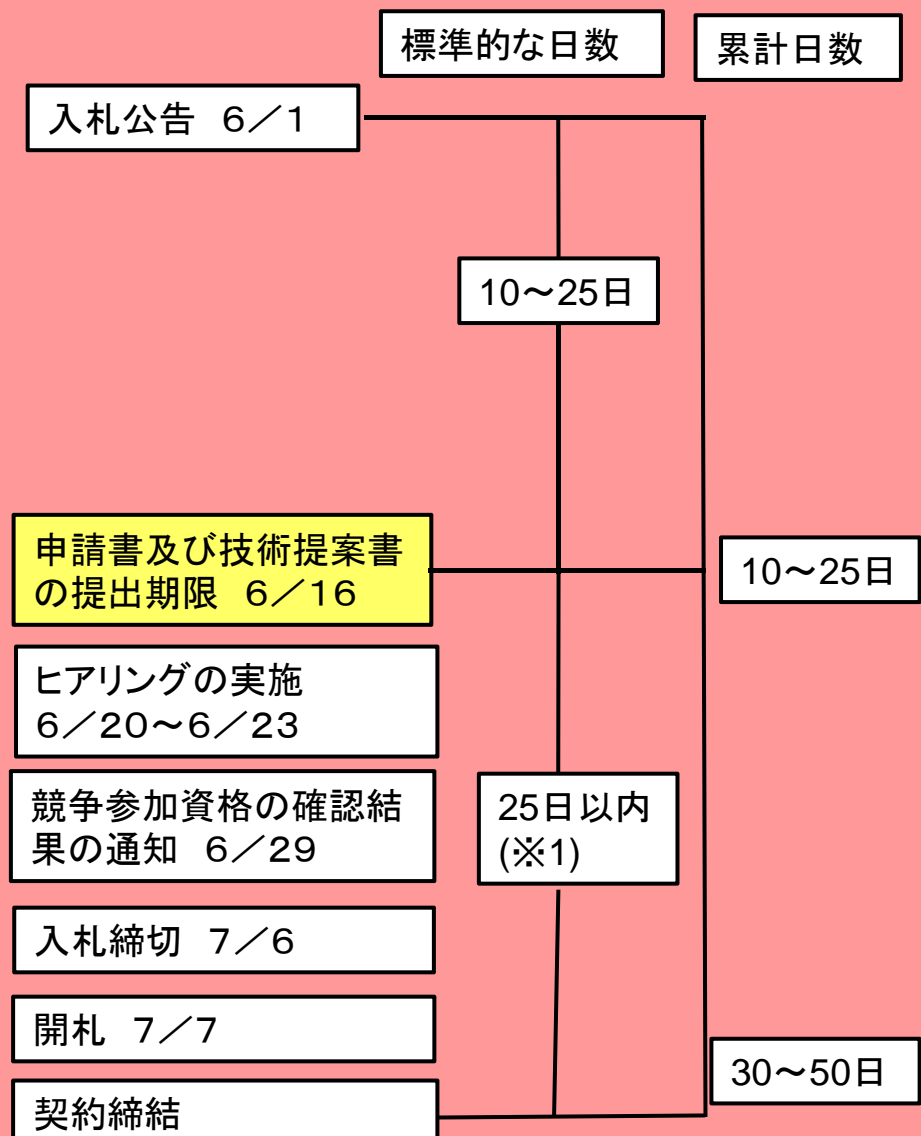 標準的な日数
累計日数
入札公告 ６／１
10～25日
申請書及び技術提案書
の提出期限 ６／１６
10～25日
ヒアリングの実施
６／２０～６／２３
競争参加資格の確認結
果の通知 ６／２９
25日以内
(※1)
入札締切 ７／６
開札 ７／７
30～50日
契約締結